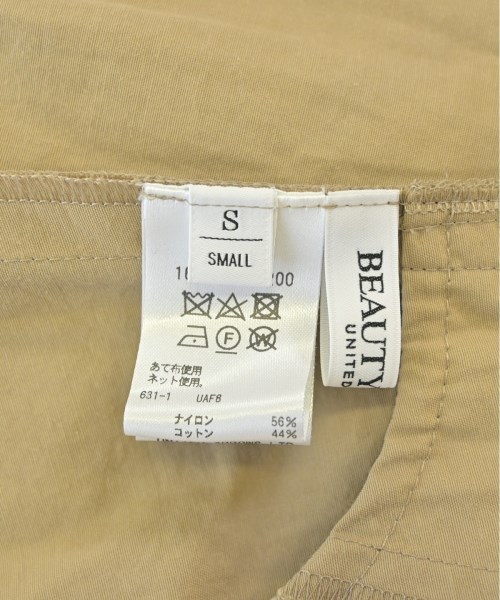 S
SMALL
16
200
F
W
あて布使用
ネット使用。
631-1 UAF8
ナイロン 56%
コットン 44%
BEAUTY
UNITED